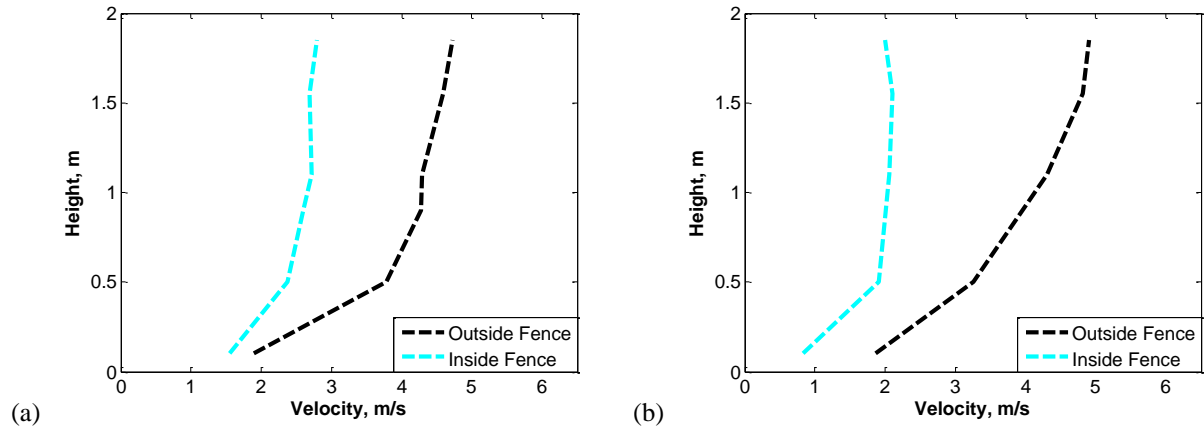 2
1.5
1
0.5
0
Height, m
0 1 2 3 4 5 6
Velocity, m/s
Outside Fence
Inside Fence
(a)
2
1.5
1
0.5
0
Height, m
0 1 2 3 4 5 6
Velocity, m/s
Outside Fence
Inside Fence
(b)